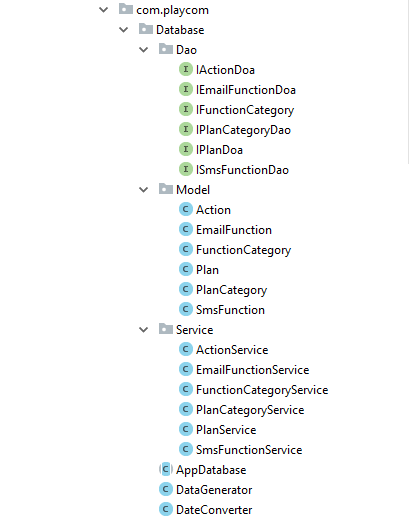 com.playcom
Database
Dao
I IActionDoa
I IEmailFunctionDoa
I IFunctionCategory
I IPlanCategoryDao
I IPlanDoa
I ISmsFunctionDao
Model
C Action
C EmailFunction
C FunctionCategory
C Plan
C PlanCategory
C SmsFunction
Service
C ActionService
C EmailFunctionService
C FunctionCategoryService
C PlanCategoryService
C PlanService
C SmsFunctionService
C AppDatabase
C DataGenerator
C DateConverter